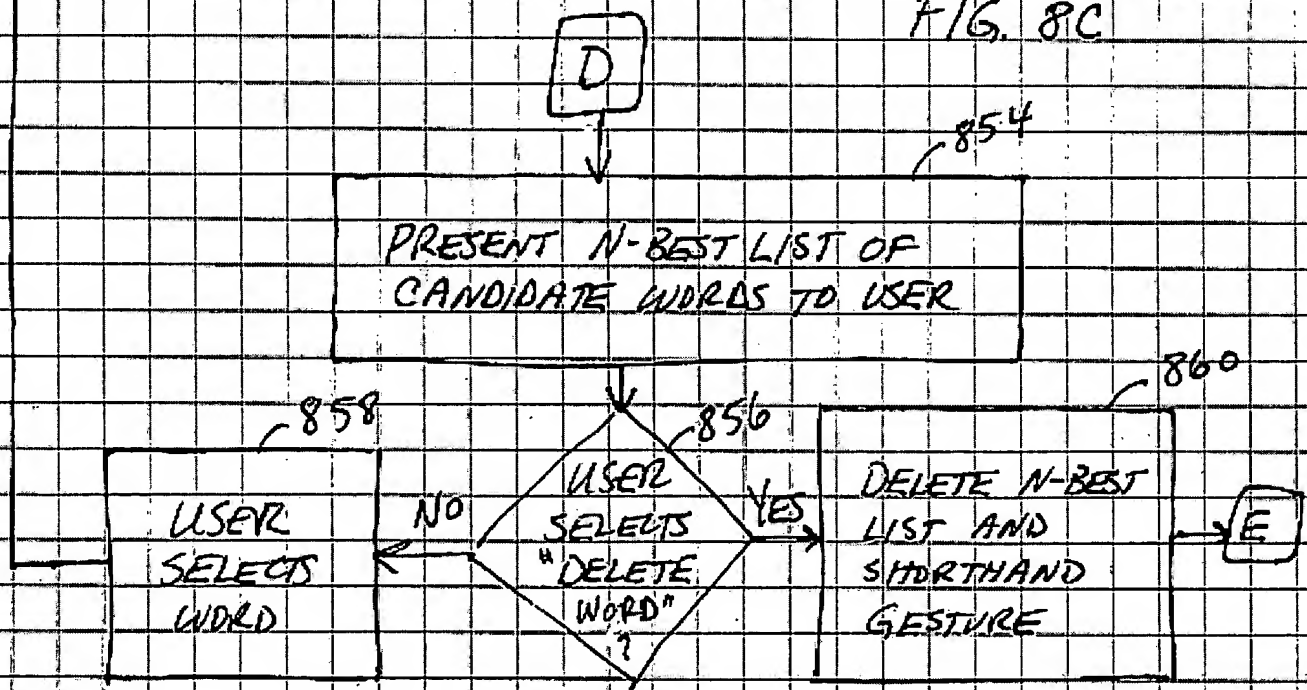 FIG. 8C
D
854
PRESENT N-BEST LIST OF
CANDIDATE WORDS TO USER
858
USER
SELECTS
WORD
NO
856
USER
SELECTS
"DELETE
WORD"
?
YES
860
DELETE N-BEST
LIST AND
SHORTHAND
GESTURE
E